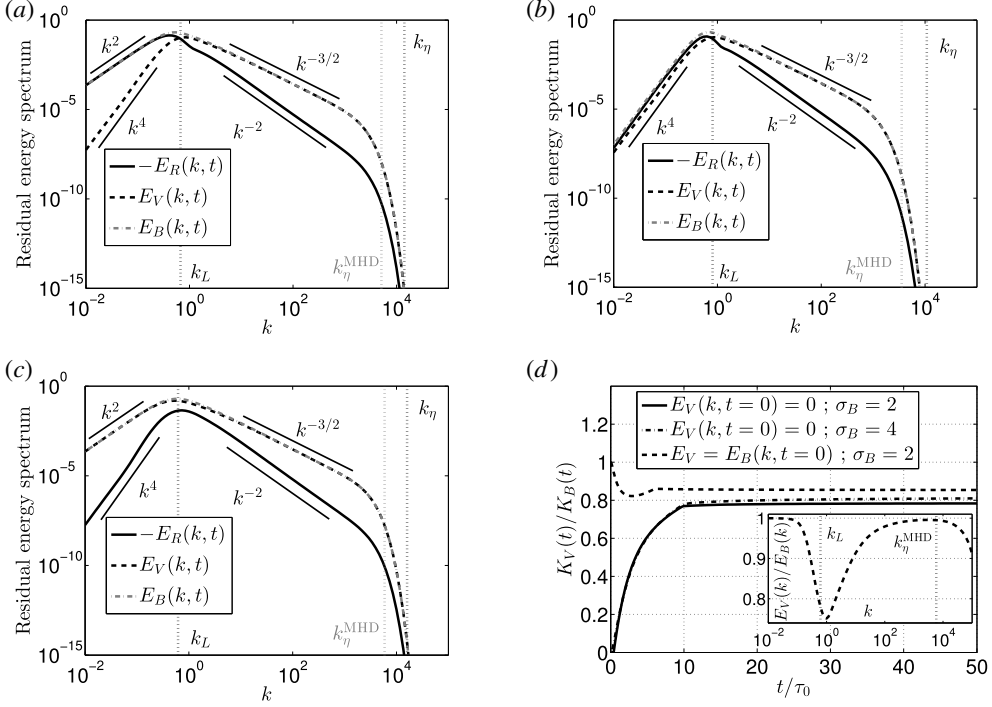 (a)
Residual energy spectrum
10^0
10^−5
10^−10
10^−15
10^−2
10^0
10^2
10^4
k
k^2
k^4
k^−3/2
k^−2
k_L
k_η^MHD
k_η
−E_R(k,t)
E_V(k,t)
E_B(k,t)
(b)
Residual energy spectrum
10^0
10^−5
10^−10
10^−15
10^−2
10^0
10^2
10^4
k
k^4
k^−3/2
k^−2
k_L
k_η^MHD
k_η
−E_R(k,t)
E_V(k,t)
E_B(k,t)
(c)
Residual energy spectrum
10^0
10^−5
10^−10
10^−15
10^−2
10^0
10^2
10^4
k
k^2
k^4
k^−3/2
k^−2
k_L
k_η^MHD
k_η
−E_R(k,t)
E_V(k,t)
E_B(k,t)
(d)
K_V(t)/K_B(t)
1.2
1
0.8
0.6
0.4
0.2
0
0
10
20
30
40
50
t/τ_0
E_V(k,t=0)=0 ; σ_B=2
E_V(k,t=0)=0 ; σ_B=4
E_V=E_B(k,t=0) ; σ_B=2
E_V(k)/E_B(k)
1
0.9
0.8
k_L
k_η^MHD
k
10^−2
10^0
10^2
10^4